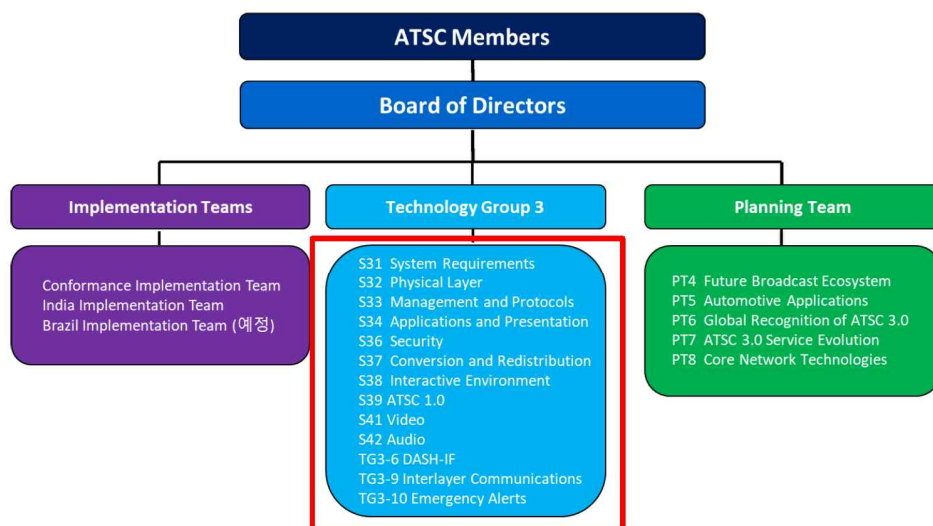 ATSC Members
Board of Directors
Implementation Teams
Conformance Implementation Team
India Implementation Team
Brazil Implementation Team (예정)
Technology Group 3
S31 System Requirements
S32 Physical Layer
S33 Management and Protocols
S34 Applications and Presentation
S36 Security
S37 Conversion and Redistribution
S38 Interactive Environment
S39 ATSC 1.0
S41 Video
S42 Audio
TG3-6 DASH-IF
TG3-9 Interlayer Communications
TG3-10 Emergency Alerts
Planning Team
PT4 Future Broadcast Ecosystem
PT5 Automotive Applications
PT6 Global Recognition of ATSC 3.0
PT7 ATSC 3.0 Service Evolution
PT8 Core Network Technologies